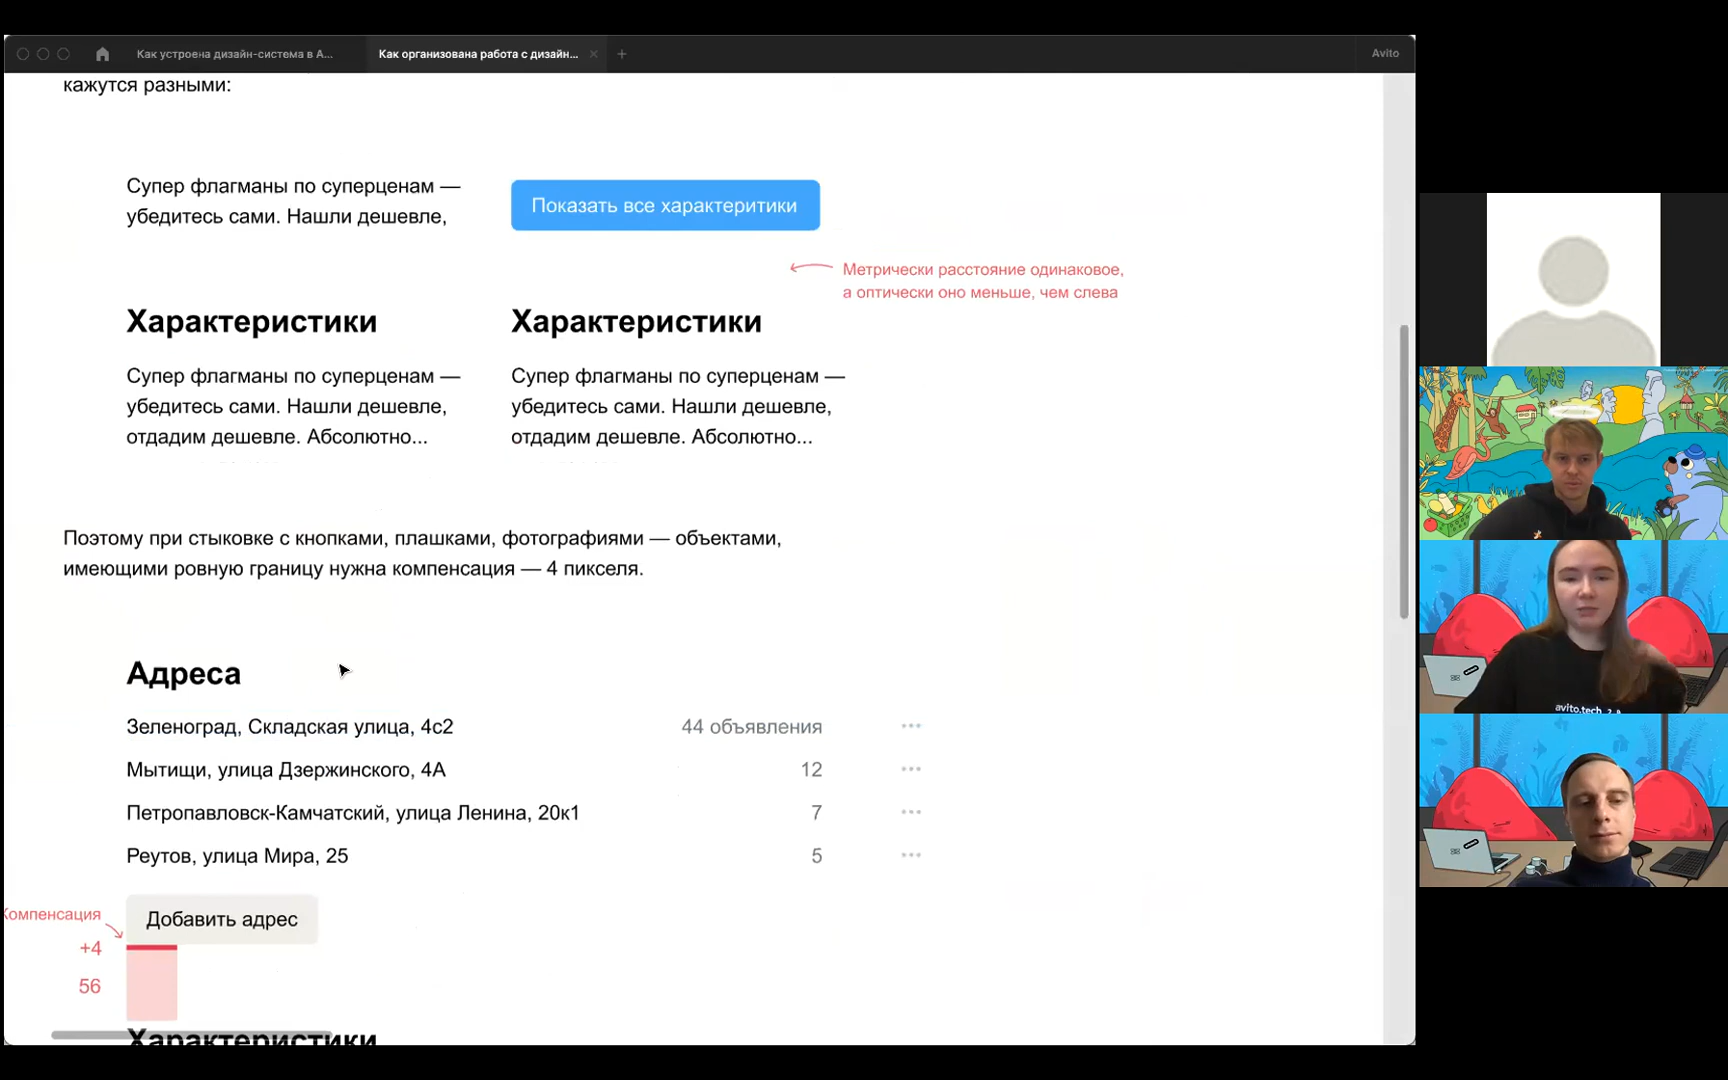 Как устроена дизайн-система в А...
Как организована работа с дизайн...
Avito
кажутся разными:
Супер флагманы по суперценам —
убедитесь сами. Нашли дешевле,
Показать все характеритики
Метрически расстояние одинаковое,
а оптически оно меньше, чем слева
Характеристики
Супер флагманы по суперценам —
убедитесь сами. Нашли дешевле,
отдадим дешевле. Абсолютно...
Характеристики
Супер флагманы по суперценам —
убедитесь сами. Нашли дешевле,
отдадим дешевле. Абсолютно...
Поэтому при стыковке с кнопками, плашками, фотографиями — объектами,
имеющими ровную границу нужна компенсация — 4 пикселя.
Адреса
Зеленоград, Складская улица, 4с2 44 объявления
Мытищи, улица Дзержинского, 4А 12
Петропавловск-Камчатский, улица Ленина, 20к1 7
Реутов, улица Мира, 25 5
Добавить адрес
Компенсация
+4
56
Характеристики
avito.tech